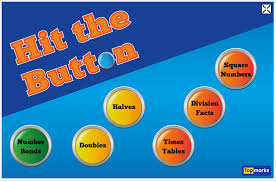 Hit the
Button
Square
Numbers
Halves
Division
Facts
Number
Bonds
Doubles
Times
Tables
Topmarks